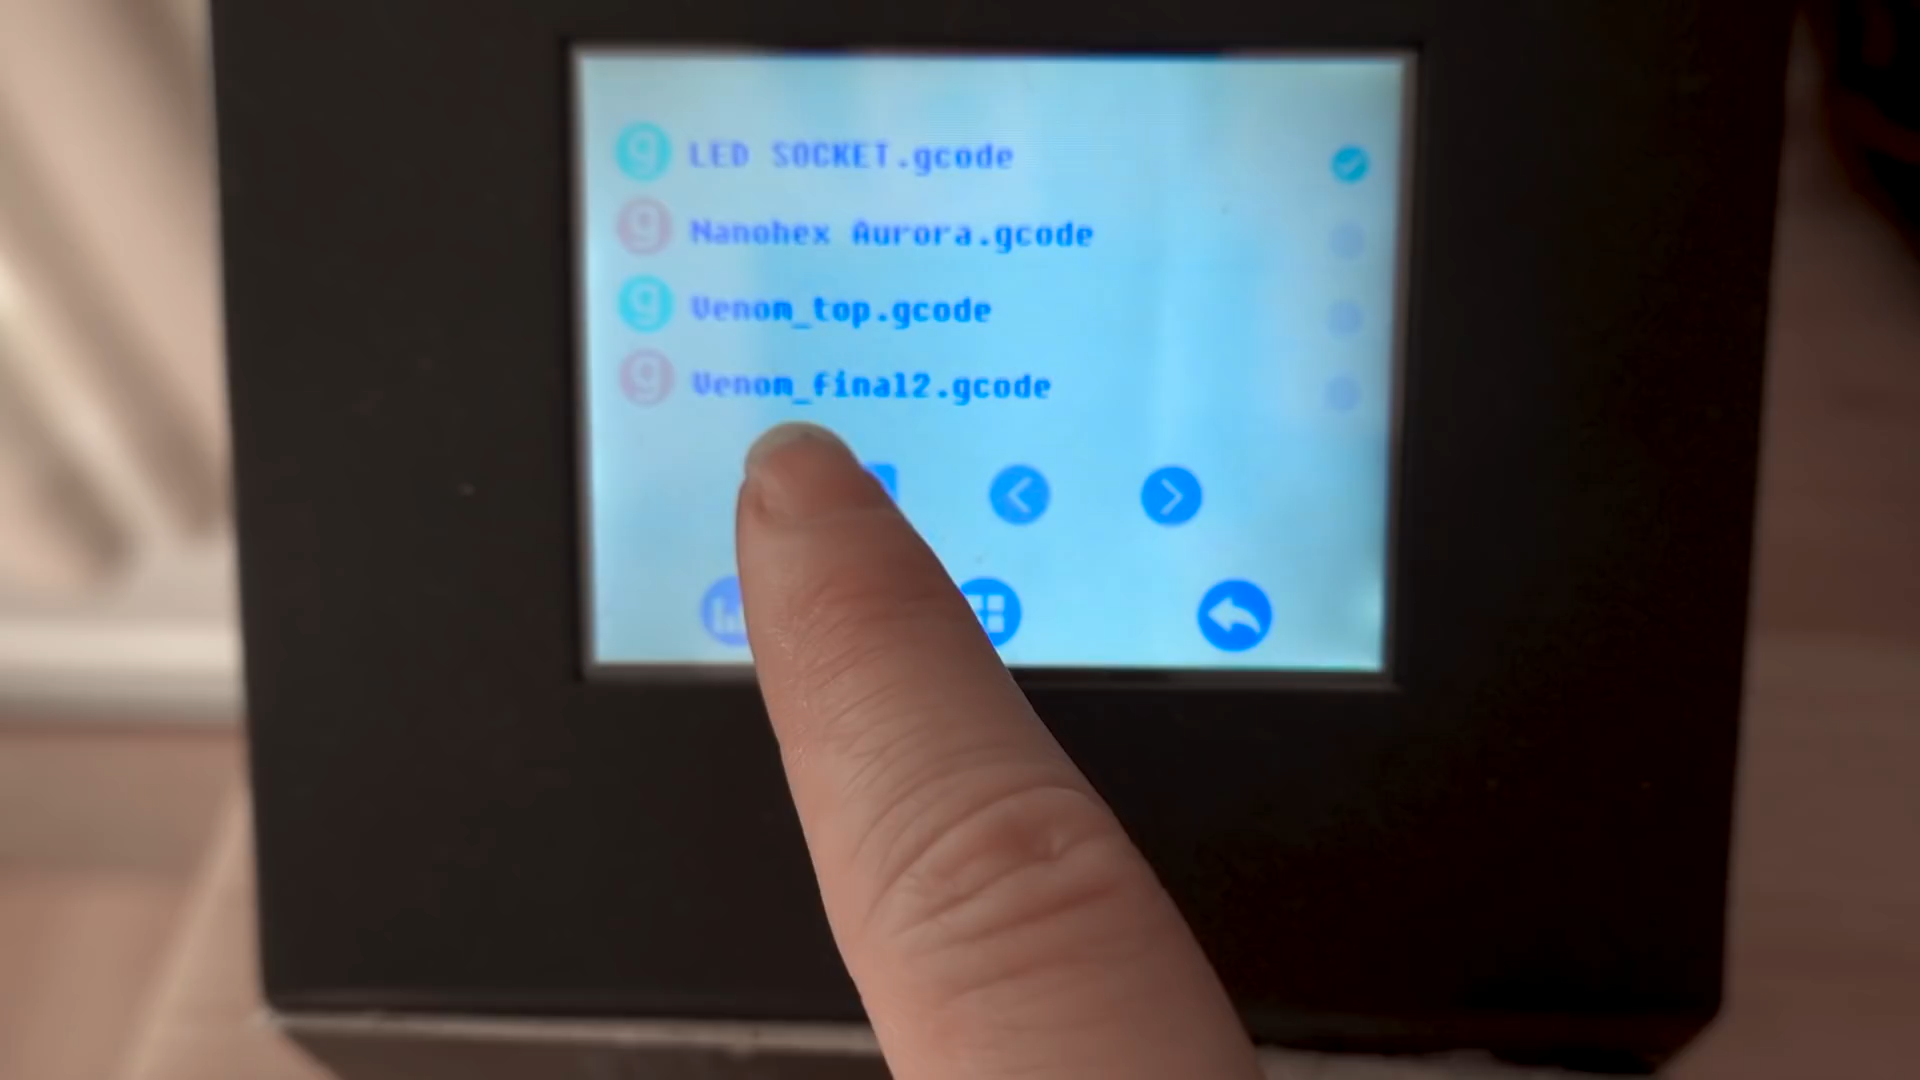 g LED SOCKET.gcode
g Nanohex Aurora.gcode
g Venom_top.gcode
g Venom_final2.gcode